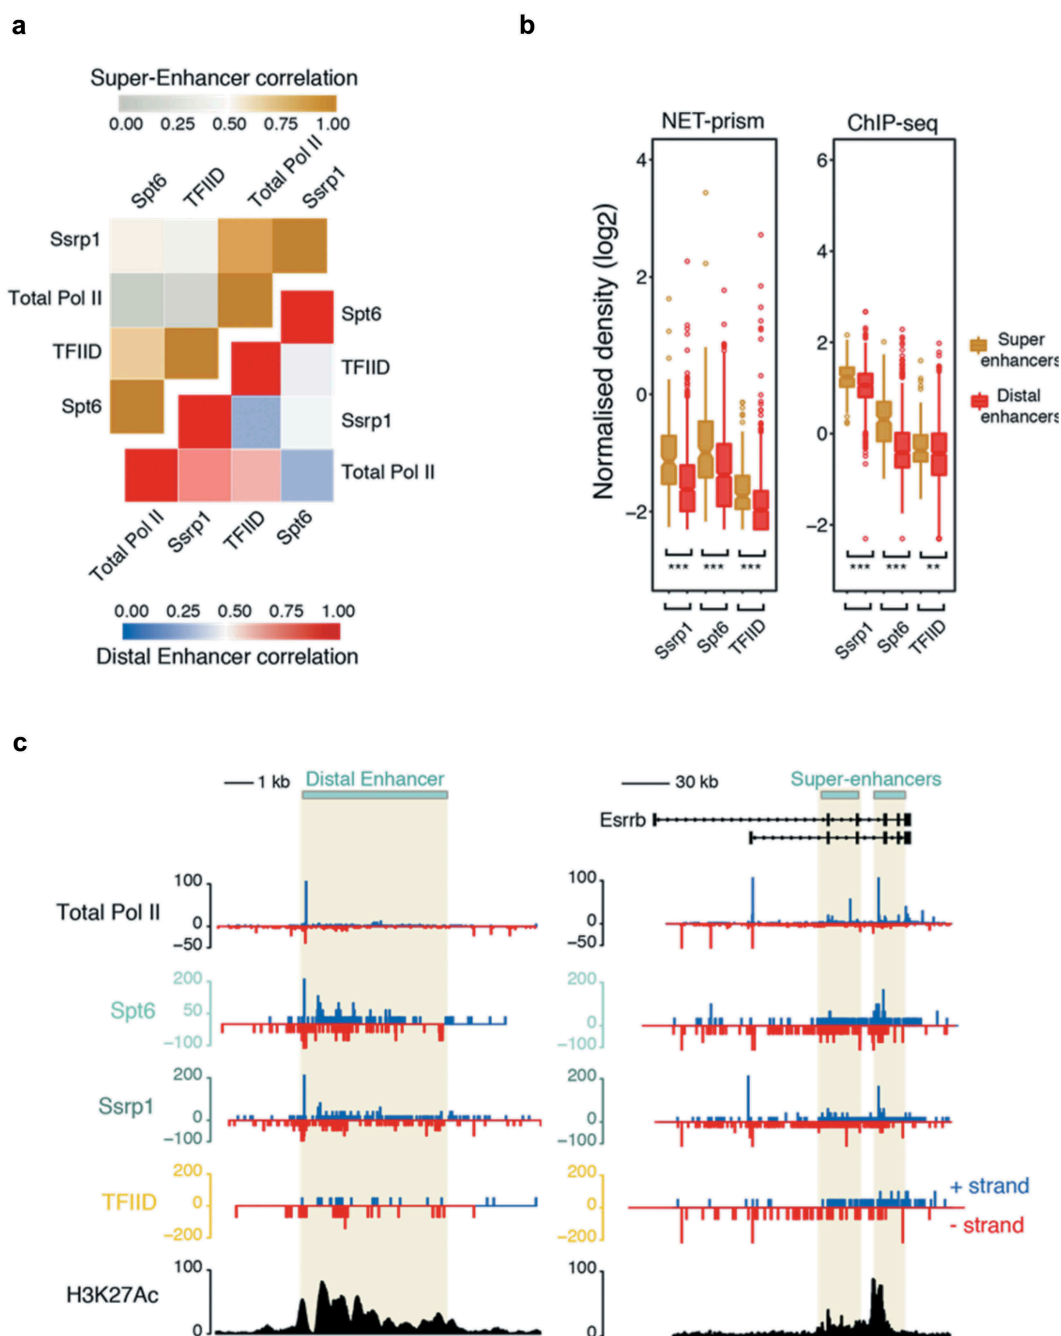 a
Super-Enhancer correlation
0.00 0.25 0.50 0.75 1.00
Spt6 TFIID Total Pol II Ssrp1
Ssrp1
Total Pol II
TFIID
Spt6
Spt6
TFIID
Ssrp1
Total Pol II
Total Pol II Ssrp1 TFIID Spt6
0.00 0.25 0.50 0.75 1.00
Distal Enhancer correlation
b
NET-prism ChIP-seq
Normalised density (log2)
4
2
0
−2
*** *** ***
Ssrp1 Spt6 TFIID
6
4
2
0
−2
*** *** **
Ssrp1 Spt6 TFIID
Super
enhancers
Distal
enhancers
c
1 kb Distal Enhancer
30 kb Super-enhancers
Esrrb
Total Pol II
100
0
−50
100
0
−50
Spt6
200
50
−100
200
0
−100
Ssrp1
200
0
−100
200
0
−100
TFIID
200
0
−200
200
0
−200
+ strand
- strand
H3K27Ac
100
0
100
0